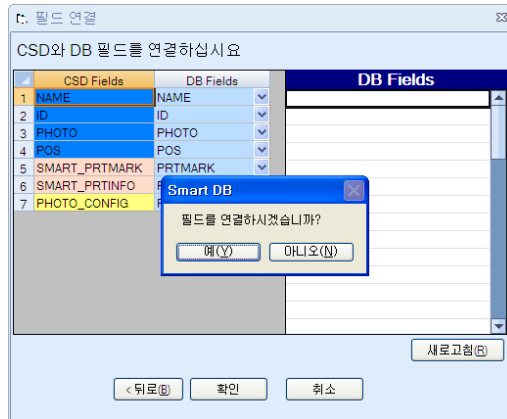 필드 연결
CSD와 DB 필드를 연결하십시요
CSD Fields DB Fields DB Fields
1 NAME NAME
2 ID ID
3 PHOTO PHOTO
4 POS POS
5 SMART_PRTMARK PRTMARK
6 SMART_PRTINFO
7 PHOTO_CONFIG
Smart DB
필드를 연결하시겠습니까?
예(Y) 아니오(N)
새로고침(R)
< 뒤로(B) 확인 취소